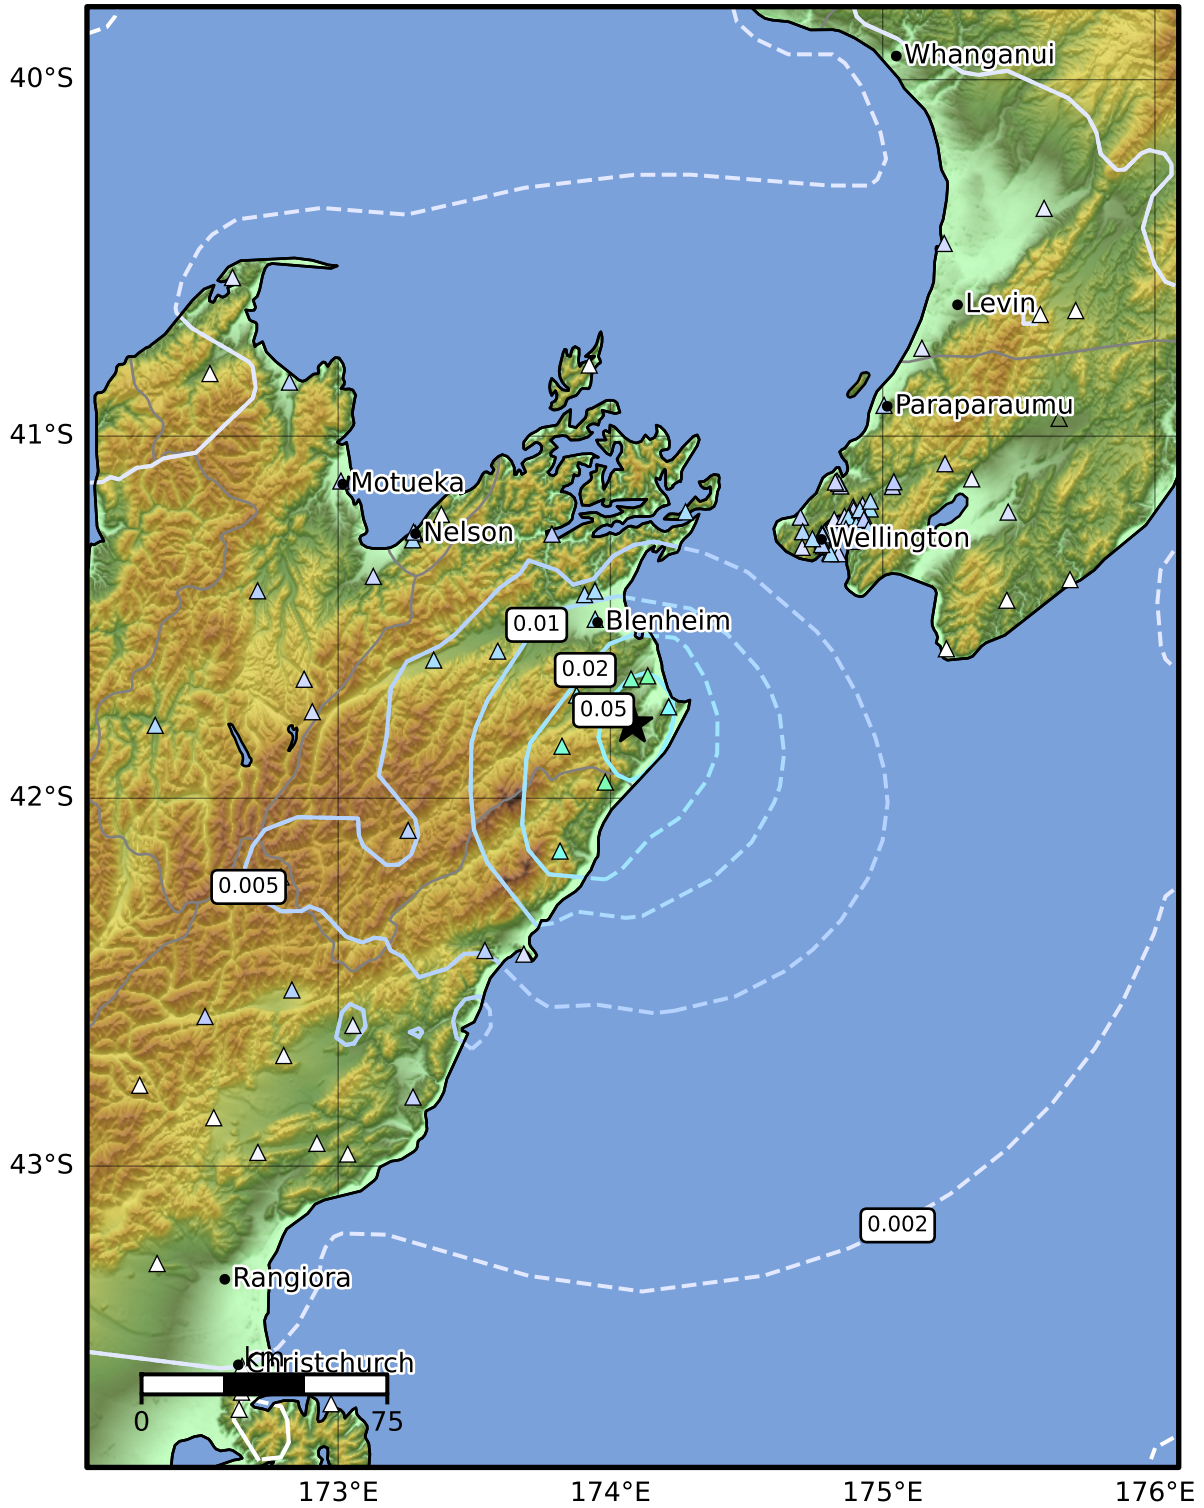 Whanganui
40°S
Levin
Paraparaumu
41°S
Motueka
Nelson
Wellington
0.01
Blenheim
0.02
0.05
42°S
0.005
43°S
0.002
Rangiora
km
Christchurch
0
75
173°E
174°E
175°E
176°E